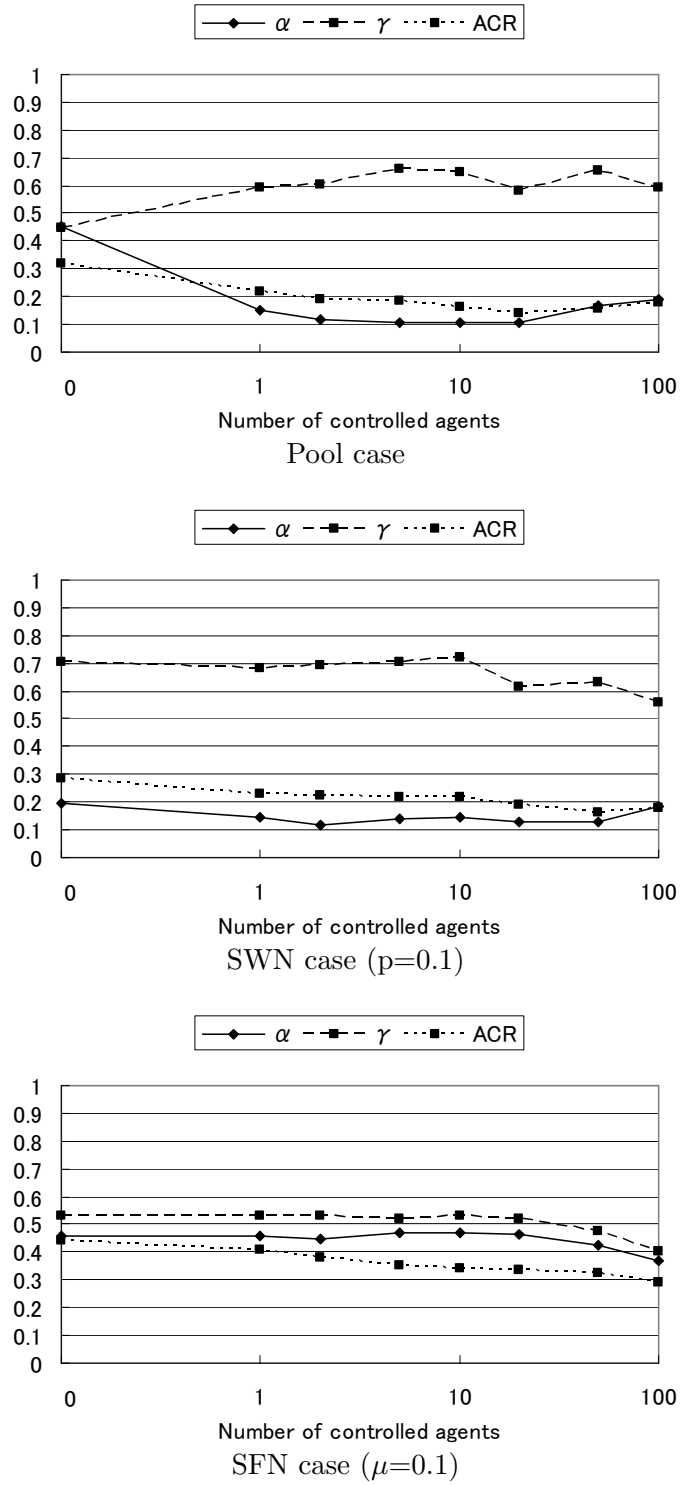 α γ ACR
1
0.9
0.8
0.7
0.6
0.5
0.4
0.3
0.2
0.1
0
0 1 10 100
Number of controlled agents
Pool case
α γ ACR
1
0.9
0.8
0.7
0.6
0.5
0.4
0.3
0.2
0.1
0
0 1 10 100
Number of controlled agents
SWN case (p=0.1)
α γ ACR
1
0.9
0.8
0.7
0.6
0.5
0.4
0.3
0.2
0.1
0
0 1 10 100
Number of controlled agents
SFN case (μ=0.1)